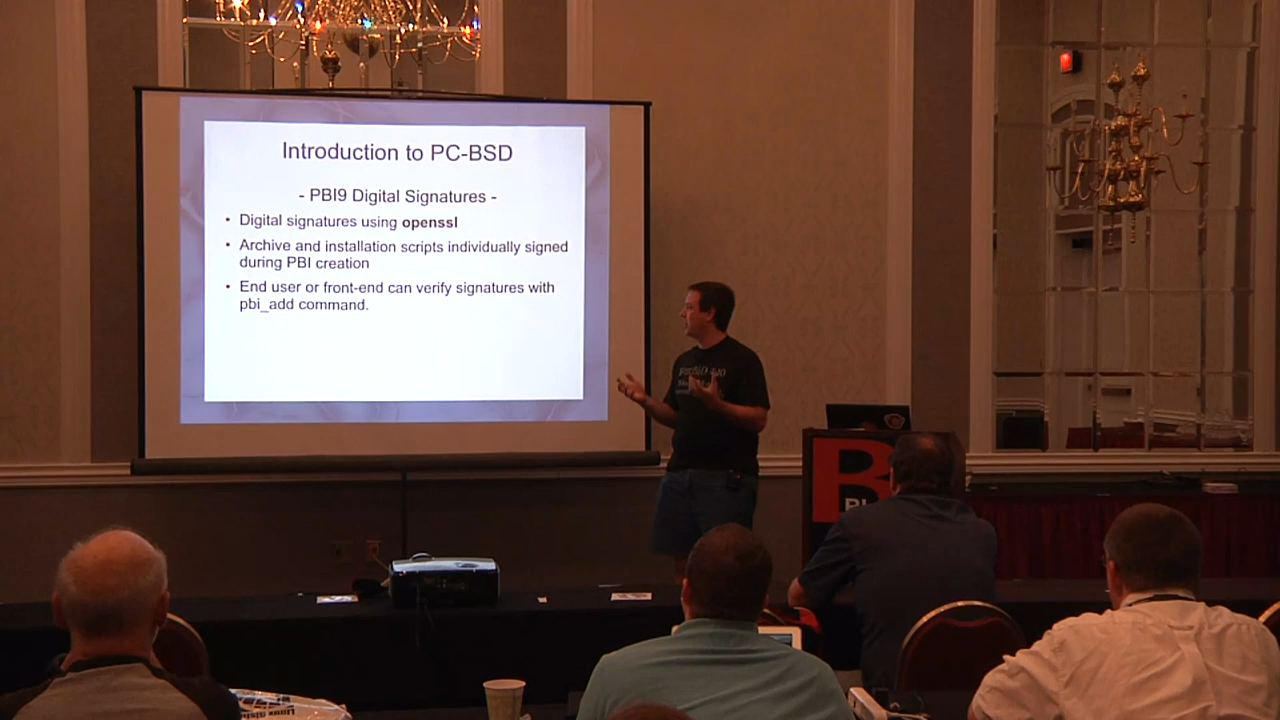 Introduction to PC-BSD
- PBI9 Digital Signatures -
• Digital signatures using openssl
• Archive and installation scripts individually signed
during PBI creation
• End user or front-end can verify signatures with
pbi_add command.
B